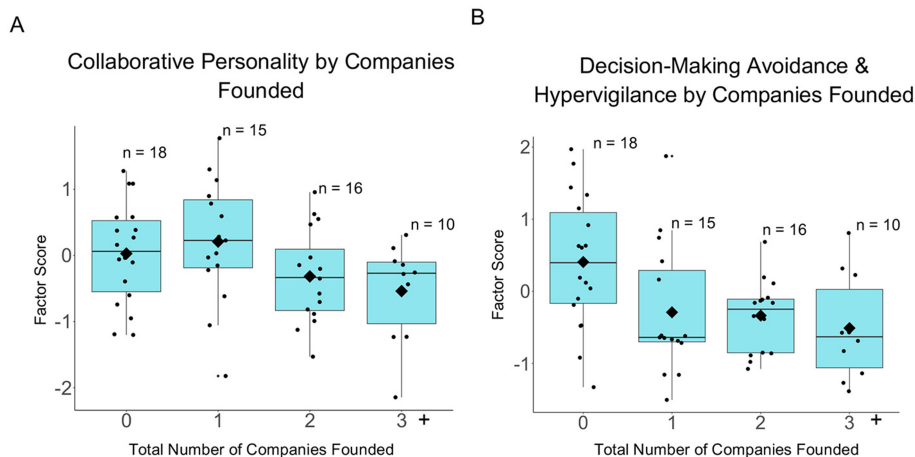 A
Collaborative Personality by Companies
Founded
n = 18
n = 15
n = 16
n = 10
1
0
-1
-2
Factor Score
0 1 2 3 +
Total Number of Companies Founded
B
Decision-Making Avoidance &
Hypervigilance by Companies Founded
n = 18
n = 15
n = 16
n = 10
2
1
0
-1
Factor Score
0 1 2 3 +
Total Number of Companies Founded